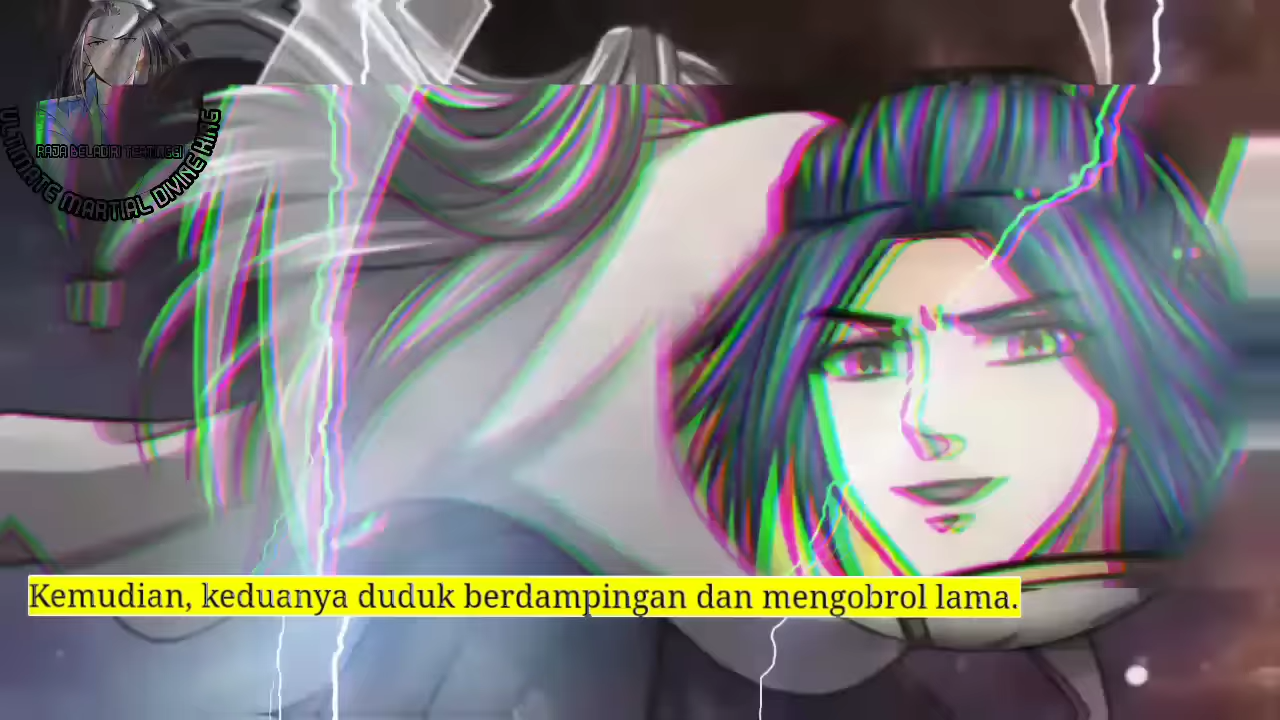 RAJA BELADIRI TERTINGGI
ULTIMATE MARTIAL DIVINE KING
Kemudian, keduanya duduk berdampingan dan mengobrol lama.